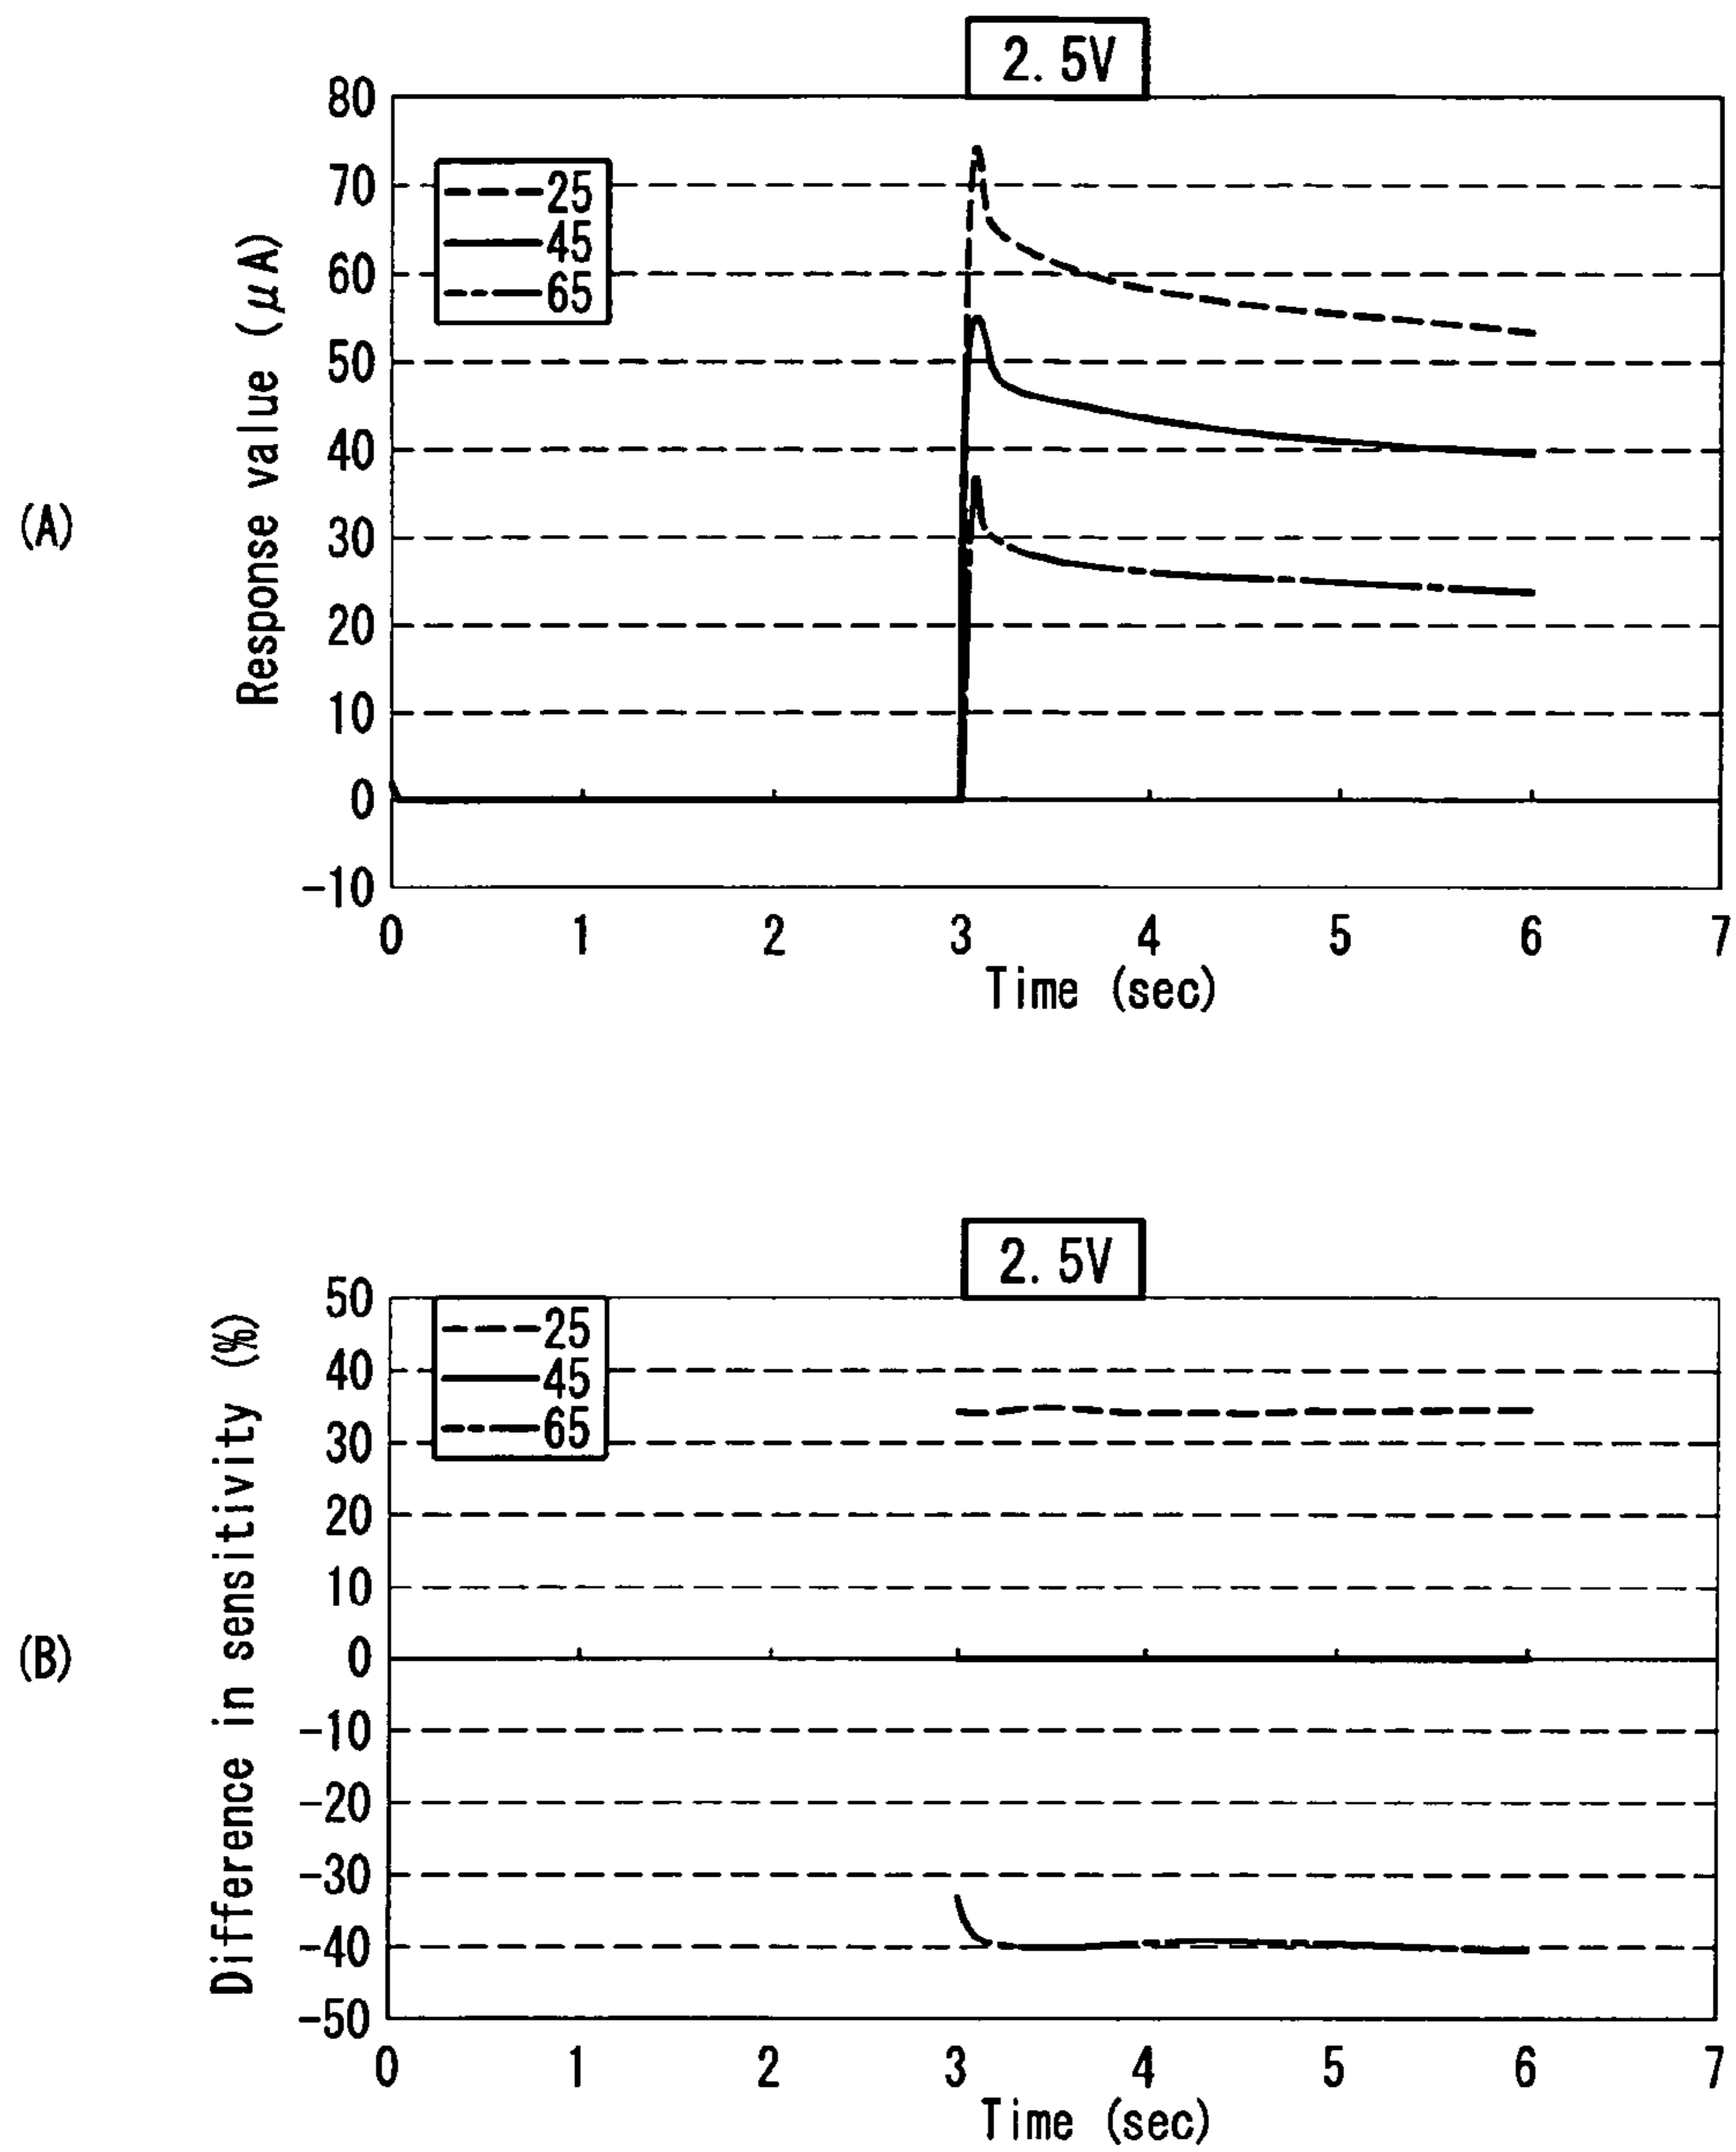 2.5V
80
70
60
50
40
30
20
10
0
-10
25
45
65
Response value (μA)
(A)
0 1 2 3 4 5 6 7
Time (sec)
2.5V
50
40
30
20
10
0
-10
-20
-30
-40
-50
25
45
65
Difference in sensitivity (%)
(B)
0 1 2 3 4 5 6 7
Time (sec)